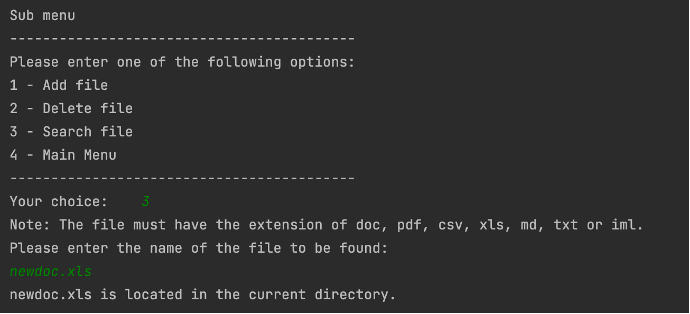 Sub menu
------------------------------------------
Please enter one of the following options:
1 - Add file
2 - Delete file
3 - Search file
4 - Main Menu
------------------------------------------
Your choice:    3
Note: The file must have the extension of doc, pdf, csv, xls, md, txt or iml.
Please enter the name of the file to be found:
newdoc.xls
newdoc.xls is located in the current directory.